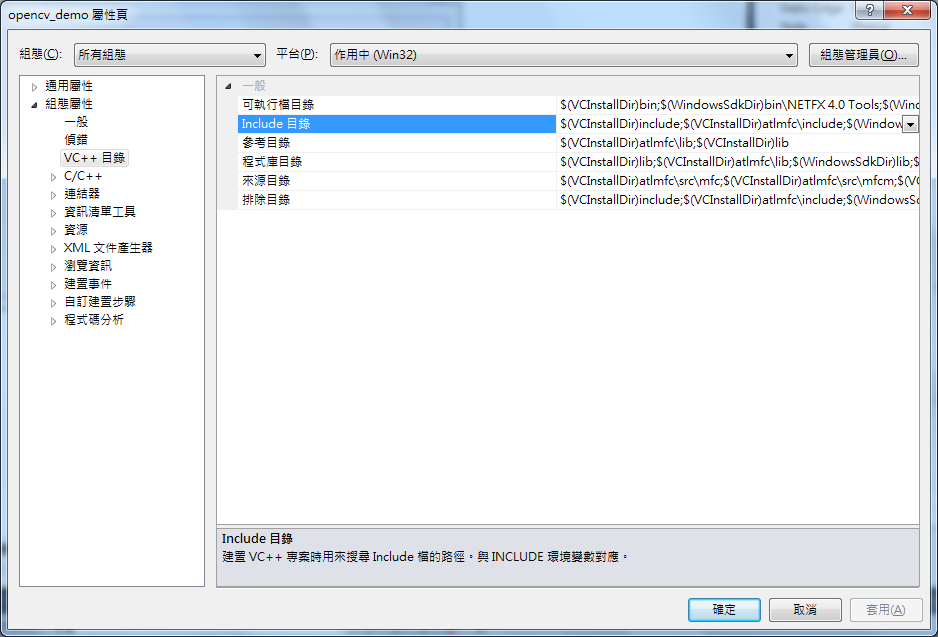 opencv_demo 屬性頁
組態(C): 所有組態 平台(P): 作用中 (Win32) 組態管理員(O)...
通用屬性
組態屬性
一般
偵錯
VC++ 目錄
C/C++
連結器
資訊清單工具
資源
XML 文件產生器
瀏覽資訊
建置事件
自訂建置步驟
程式碼分析
一般
可執行檔目錄 $(VCInstallDir)bin;$(WindowsSdkDir)bin\NETFX 4.0 Tools;$(Wind
Include 目錄 $(VCInstallDir)include;$(VCInstallDir)atlmfc\include;$(Window
參考目錄 $(VCInstallDir)atlmfc\lib;$(VCInstallDir)lib
程式庫目錄 $(VCInstallDir)lib;$(VCInstallDir)atlmfc\lib;$(WindowsSdkDir)lib;$
來源目錄 $(VCInstallDir)atlmfc\src\mfc;$(VCInstallDir)atlmfc\src\mfcm;$(VC
排除目錄 $(VCInstallDir)include;$(VCInstallDir)atlmfc\include;$(WindowsSd
Include 目錄
建置 VC++ 專案時用來搜尋 Include 檔的路徑。與 INCLUDE 環境變數對應。
確定 取消 套用(A)